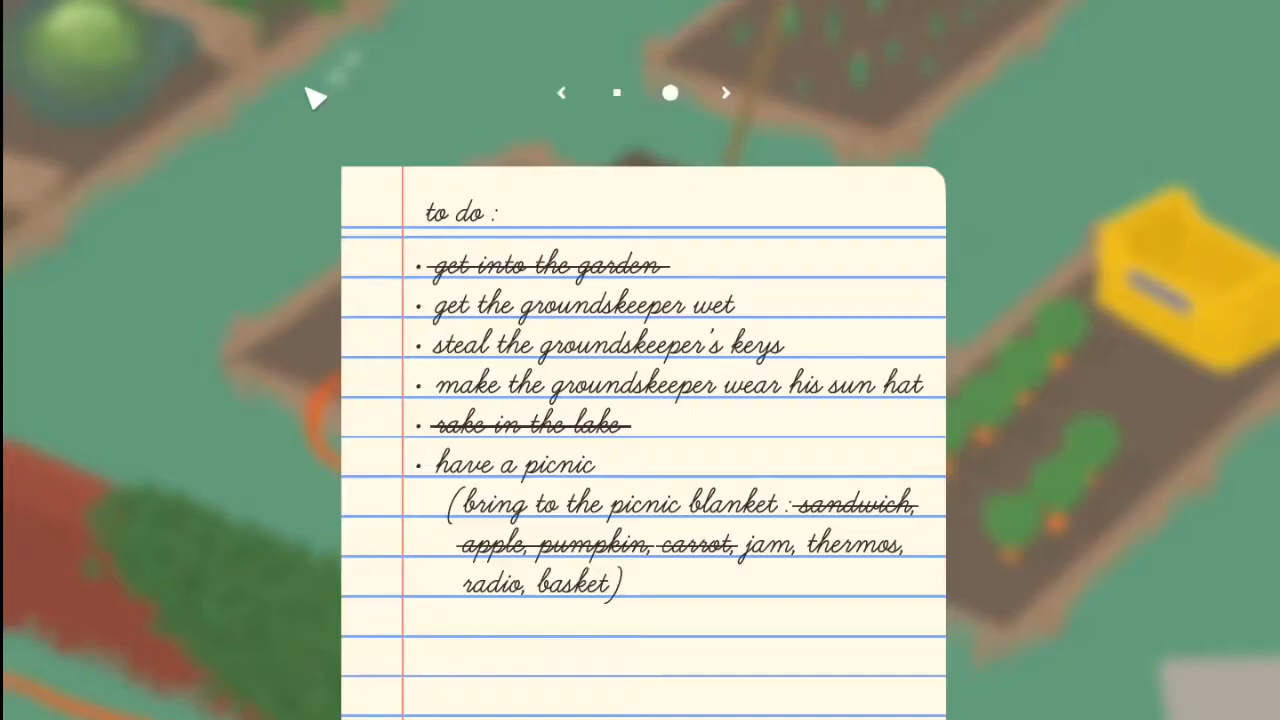 to do :
• get into the garden
• get the groundskeeper wet
• steal the groundskeeper's keys
• make the groundskeeper wear his sun hat
• rake in the lake
• have a picnic
(bring to the picnic blanket : sandwich,
apple, pumpkin, carrot, jam, thermos,
radio, basket)